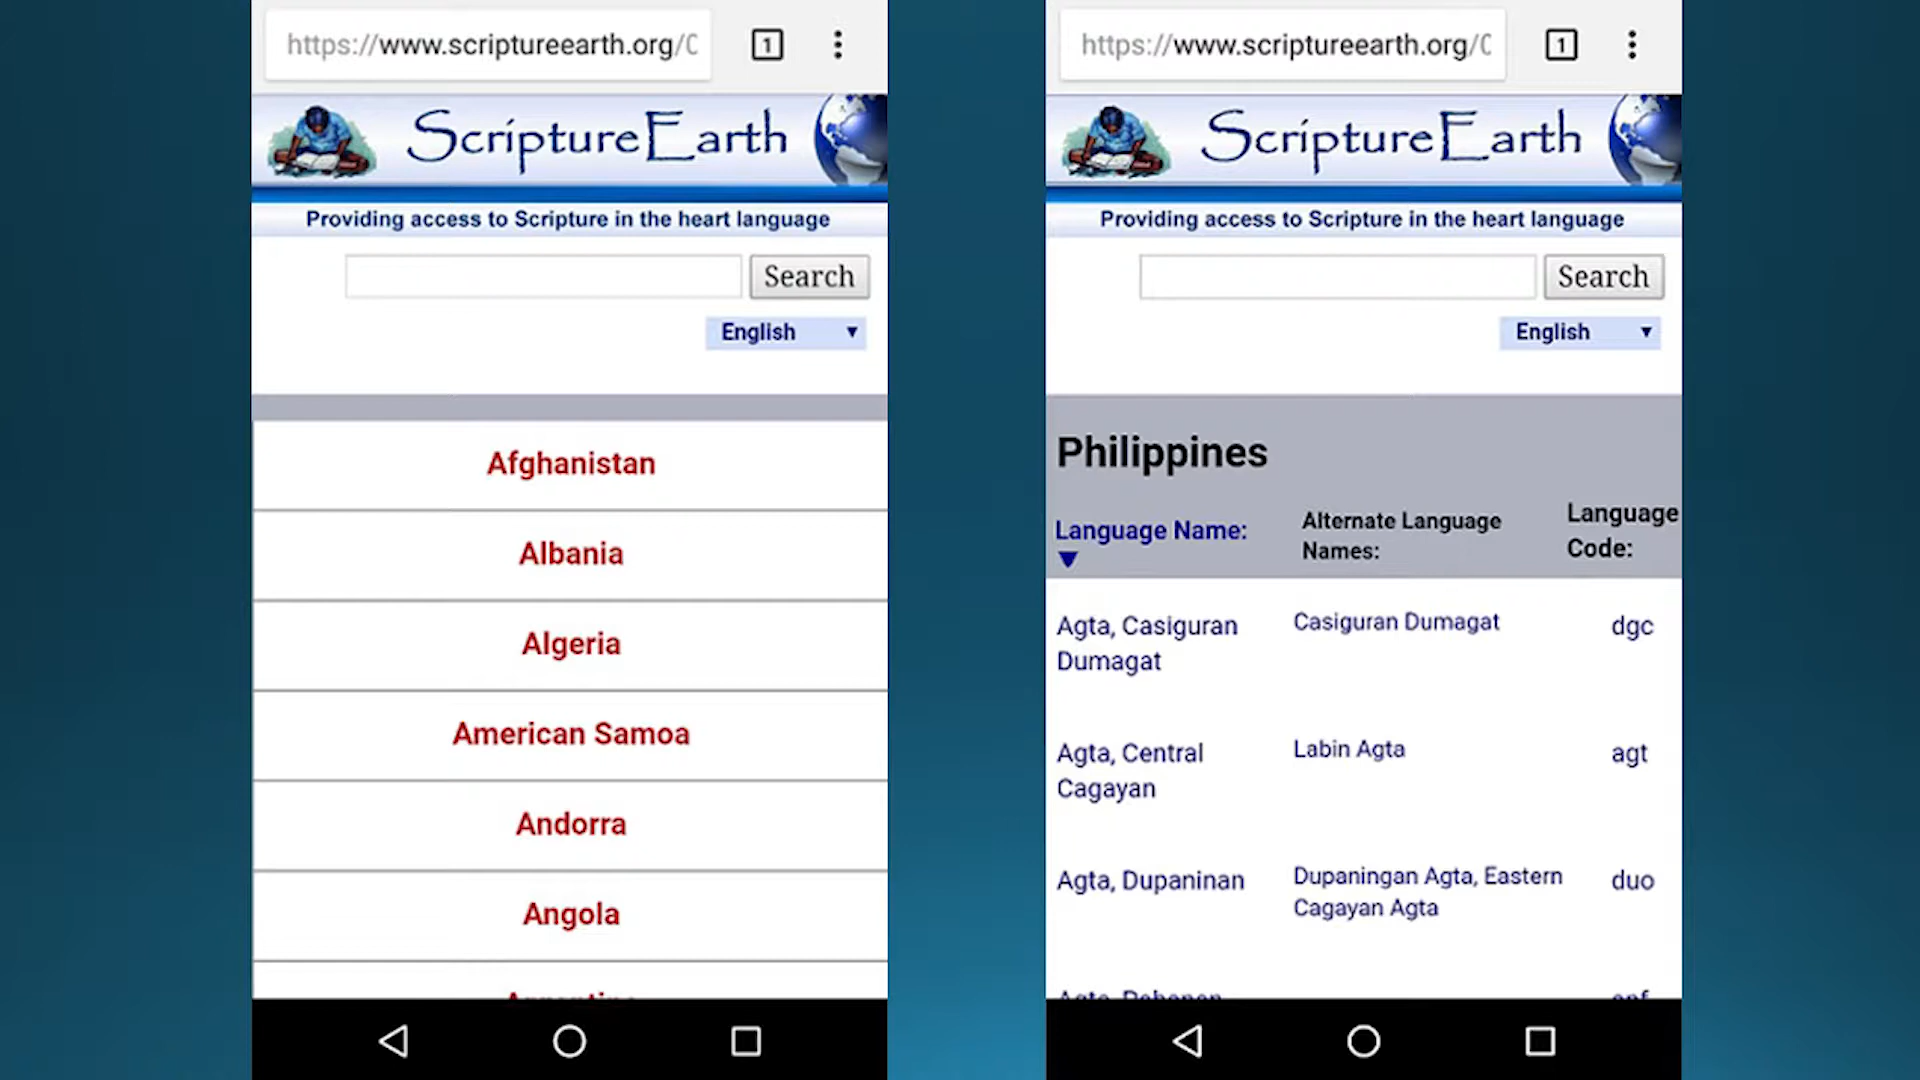 https://www.scriptureearth.org/
1
ScriptureEarth
Providing access to Scripture in the heart language
Search
English
Afghanistan
Albania
Algeria
American Samoa
Andorra
Angola
https://www.scriptureearth.org/
1
ScriptureEarth
Providing access to Scripture in the heart language
Search
English
Philippines
Language Name:
Alternate Language
Names:
Language
Code:
Agta, Casiguran
Dumagat
Casiguran Dumagat
dgc
Agta, Central
Cagayan
Labin Agta
agt
Agta, Dupaninan
Dupaningan Agta, Eastern
Cagayan Agta
duo